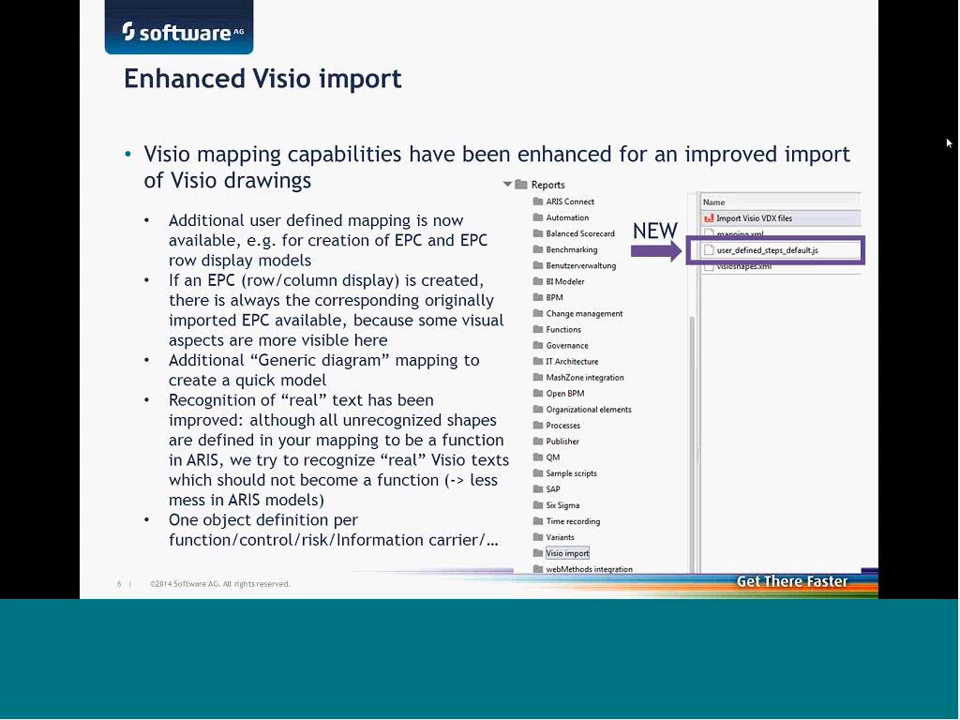 software AG
Enhanced Visio import
• Visio mapping capabilities have been enhanced for an improved import
of Visio drawings
• Additional user defined mapping is now
available, e.g. for creation of EPC and EPC
row display models
• If an EPC (row/column display) is created,
there is always the corresponding originally
imported EPC available, because some visual
aspects are more visible here
• Additional “Generic diagram” mapping to
create a quick model
• Recognition of “real” text has been
improved: although all unrecognized shapes
are defined in your mapping to be a function
in ARIS, we try to recognize “real” Visio texts
which should not become a function (-> less
mess in ARIS models)
• One object definition per
function/control/risk/Information carrier/…
Reports
ARIS Connect
Automation
Balanced Scorecard
Benchmarking
Benutzerverwaltung
BI Modeler
BPM
Change management
Functions
Governance
IT Architecture
MashZone integration
Open BPM
Organizational elements
Processes
Publisher
QM
Sample scripts
SAP
Six Sigma
Time recording
Variants
Visio import
webMethods integration
NEW
Name
Import Visio VDX files
mapping.xml
user_defined_steps_default.js
visioshapes.xml
6 | ©2014 Software AG. All rights reserved.
Get There Faster